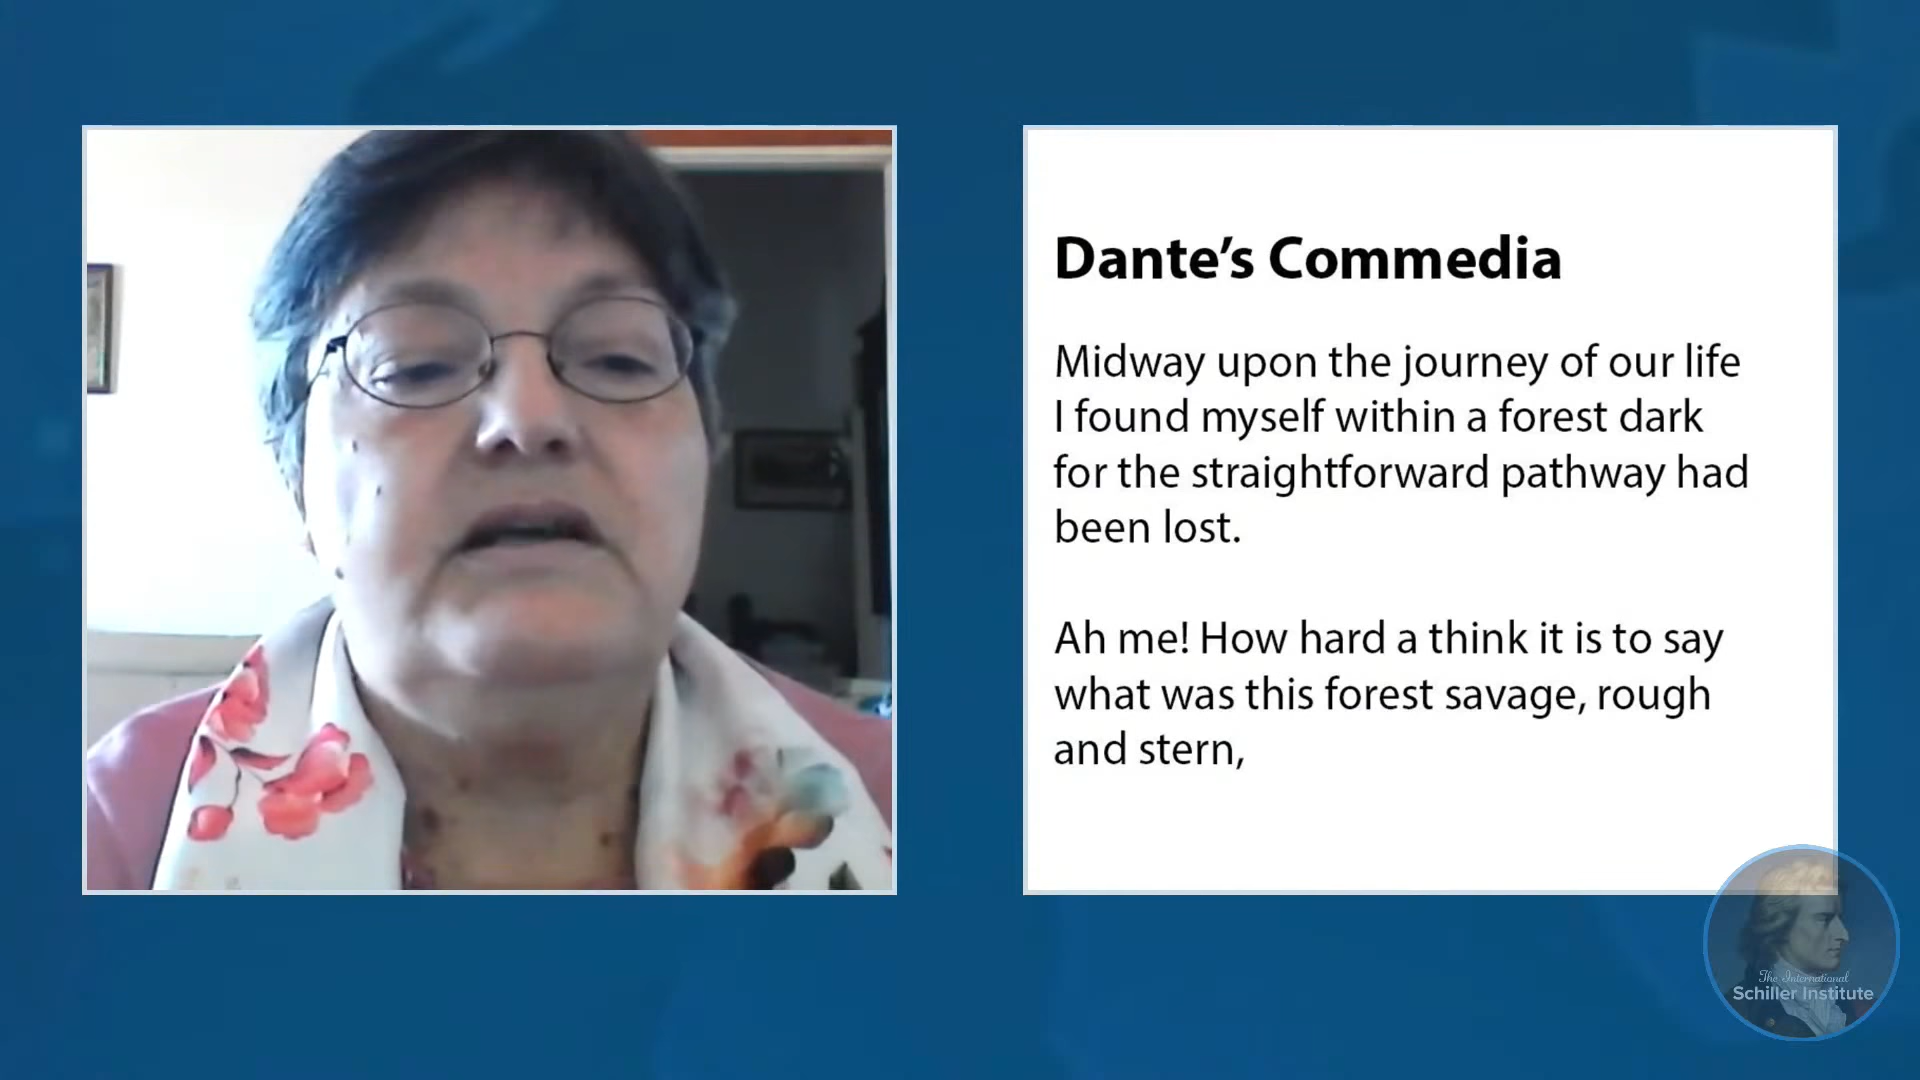 Dante’s Commedia
Midway upon the journey of our life
I found myself within a forest dark
for the straightforward pathway had
been lost.
Ah me! How hard a think it is to say
what was this forest savage, rough
and stern,
The International
Schiller Institute